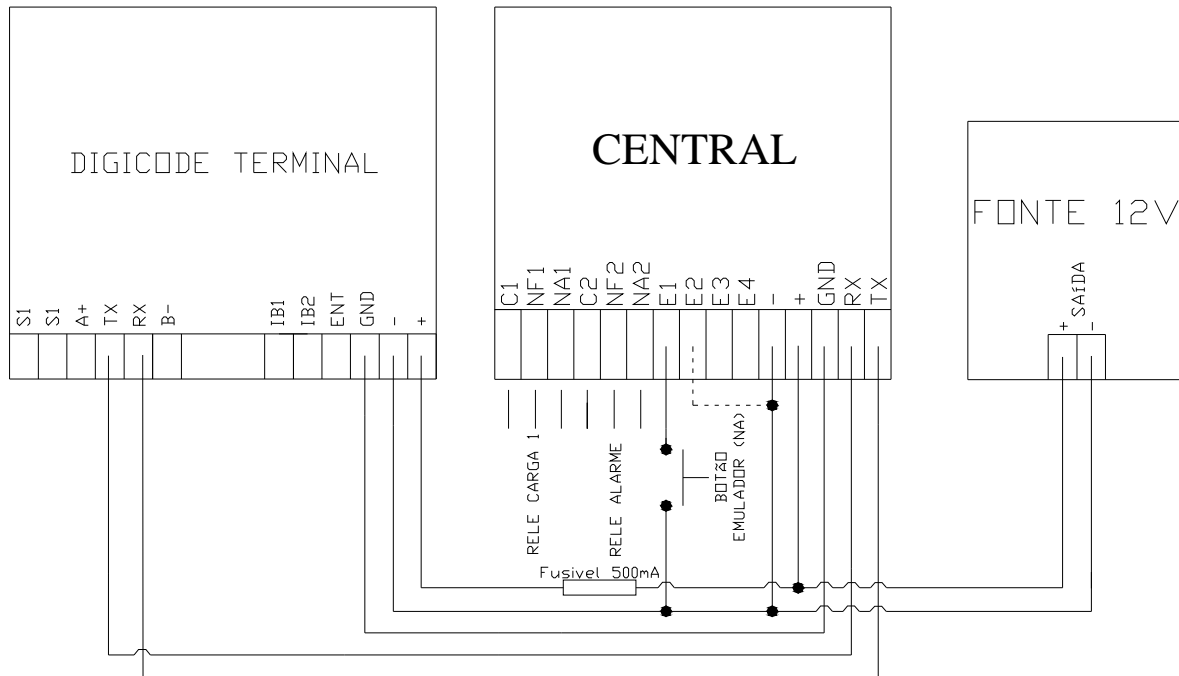 DIGICODE TERMINAL
CENTRAL
FONTE 12V
S1
S1
A+
TX
RX
B-
IB1
IB2
ENT
GND
-
+
C1
NF1
NA1
C2
NF2
NA2
E1
E2
E3
E4
-
+
GND
RX
TX
+
SAíDA
-
RELE CARGA 1
RELE ALARME
BOTãO
EMULADOR (NA)
Fusivel 500mA